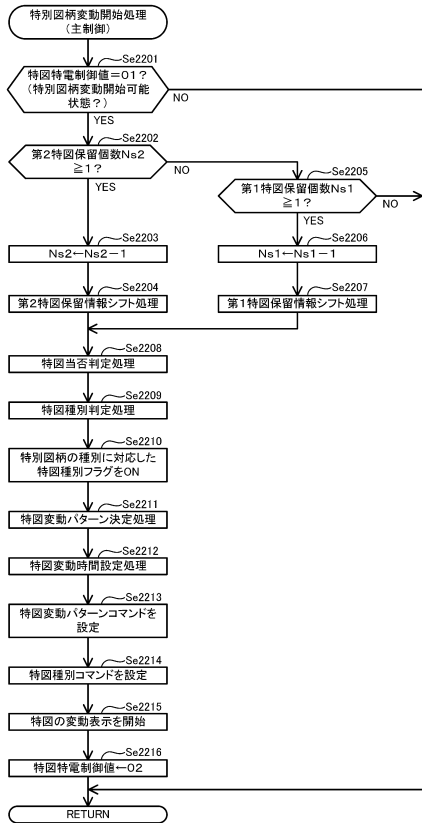 特別図柄変動開始処理
(主制御)
Se2201
特図特電制御値=01?
(特別図柄変動開始可能
状態?)
NO
YES
Se2202
第2特図保留個数Ns2
≧1?
NO
YES
Se2205
第1特図保留個数Ns1
≧1?
NO
YES
Se2203
Ns2←Ns2-1
Se2206
Ns1←Ns1-1
Se2204
第2特図保留情報シフト処理
Se2207
第1特図保留情報シフト処理
Se2208
特図当否判定処理
Se2209
特図種別判定処理
Se2210
特別図柄の種別に対応した
特図種別フラグをON
Se2211
特図変動パターン決定処理
Se2212
特図変動時間設定処理
Se2213
特図変動パターンコマンドを
設定
Se2214
特図種別コマンドを設定
Se2215
特図の変動表示を開始
Se2216
特図特電制御値←02
RETURN